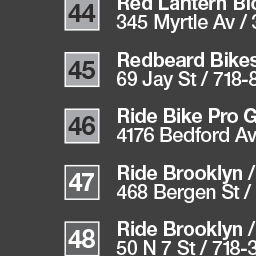 44 Red Lantern Bic
345 Myrtle Av /
45 Redbeard Bikes
69 Jay St / 718-8
46 Ride Bike Pro G
4176 Bedford Av
47 Ride Brooklyn /
468 Bergen St /
48 Ride Brooklyn /
50 N 7 St / 718-3